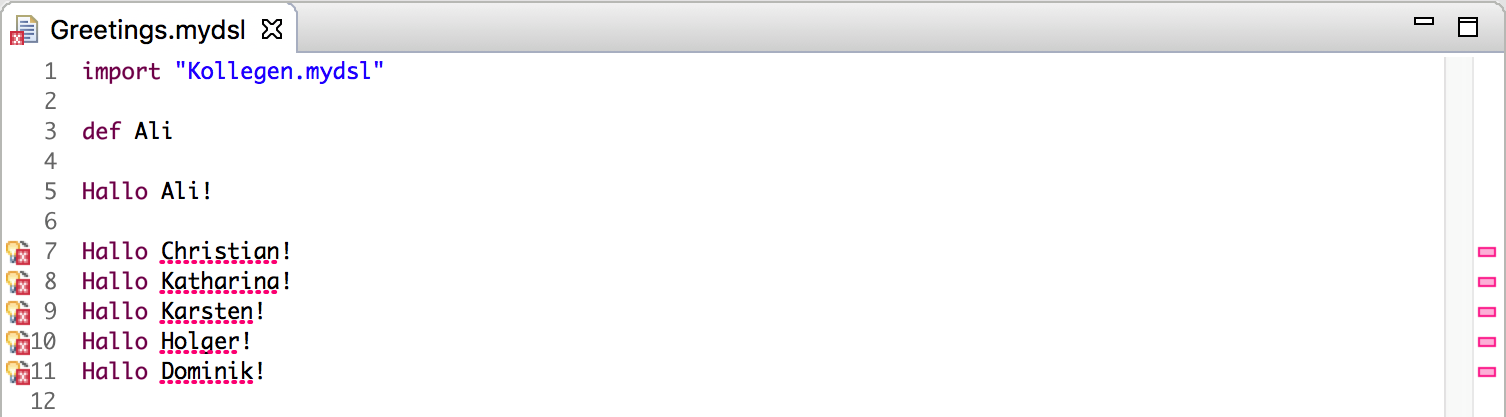 Greetings.mydsl
1 import "Kollegen.mydsl"
2
3 def Ali
4
5 Hallo Ali!
6
7 Hallo Christian!
8 Hallo Katharina!
9 Hallo Karsten!
10 Hallo Holger!
11 Hallo Dominik!
12